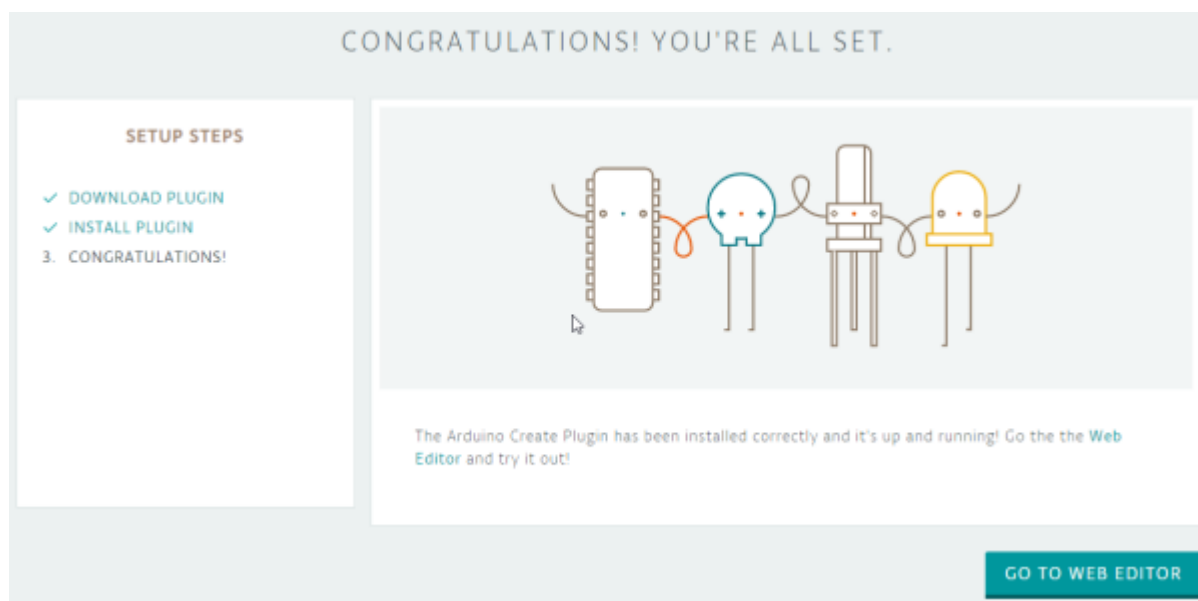 CONGRATULATIONS! YOU'RE ALL SET.
SETUP STEPS
✓ DOWNLOAD PLUGIN
✓ INSTALL PLUGIN
3. CONGRATULATIONS!
The Arduino Create Plugin has been installed correctly and it's up and running! Go the the Web
Editor and try it out!
GO TO WEB EDITOR